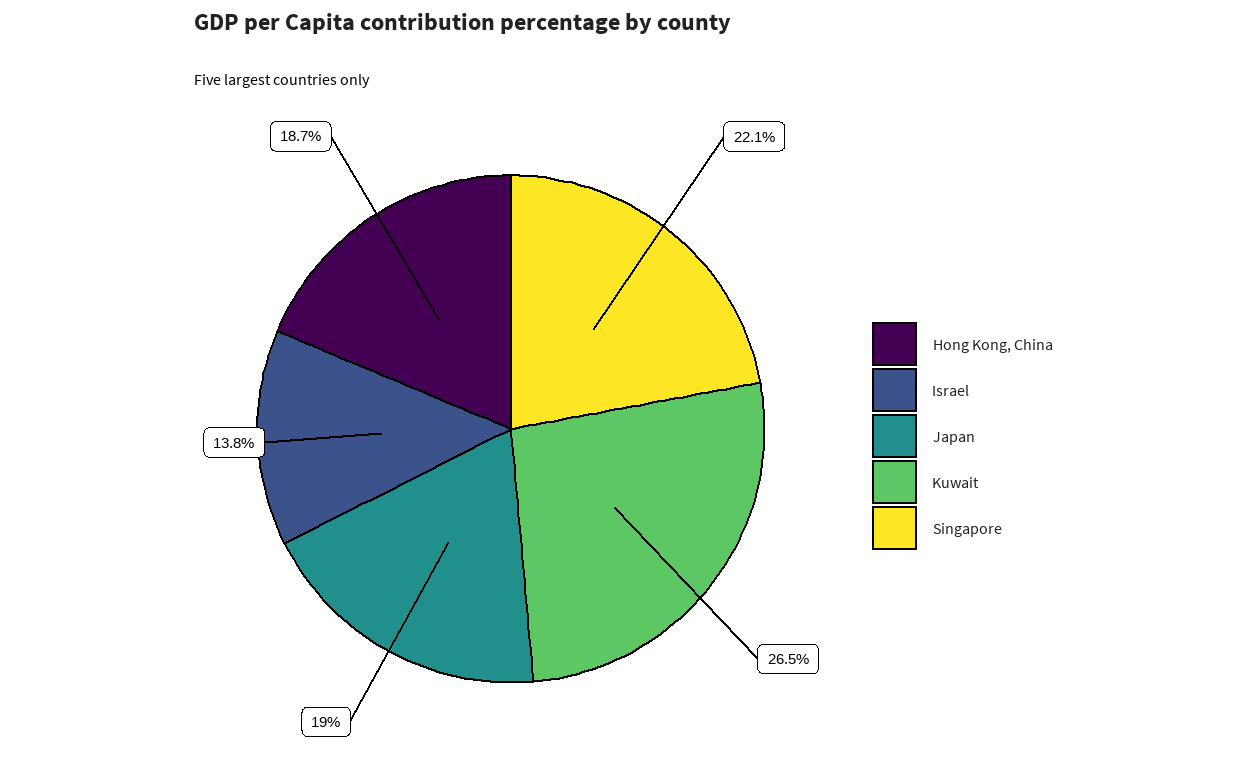 GDP per Capita contribution percentage by county
Five largest countries only
18.7%
22.1%
13.8%
26.5%
19%
Hong Kong, China
Israel
Japan
Kuwait
Singapore